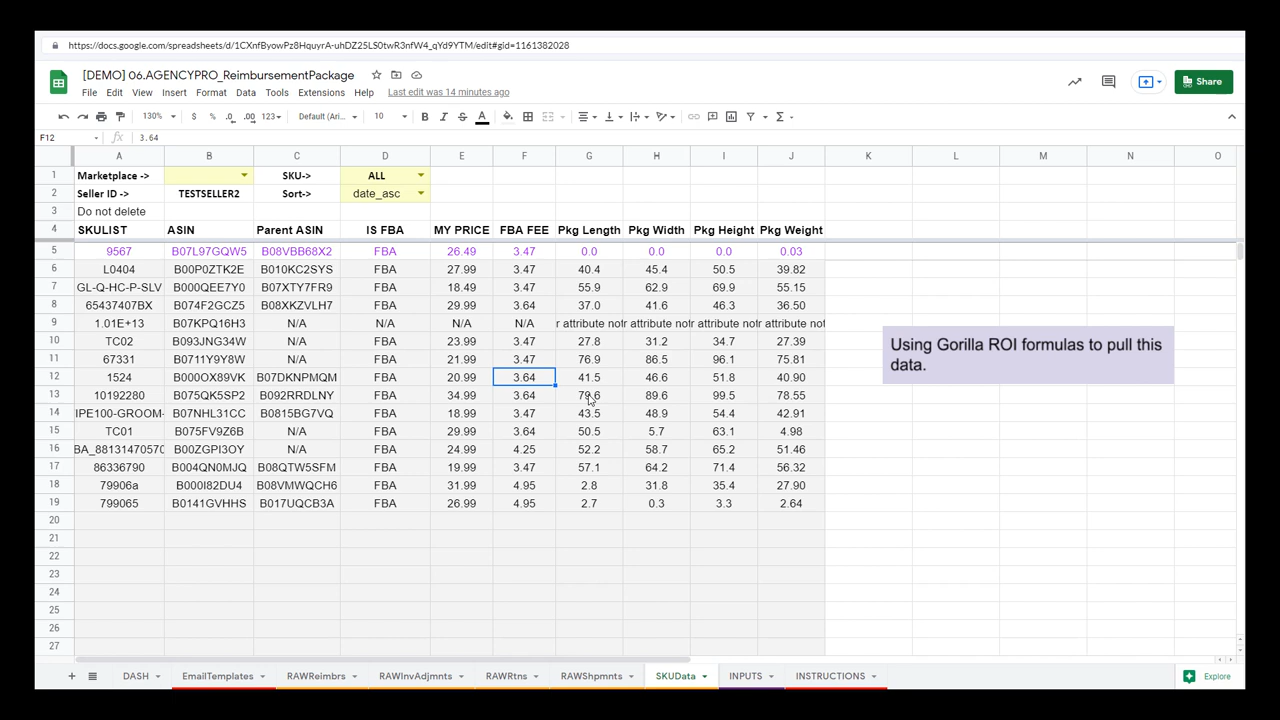 https://docs.google.com/spreadsheets/d/1CXnfByowPz8HquyrA-uhDZ25LS0twR3nfW4_qYd9YTM/edit#gid=1161382028
[DEMO] 06.AGENCYPRO_ReimbursementPackage
File Edit View Insert Format Data Tools Extensions Help Last edit was 14 minutes ago
Share
130% $ % .0 .00 123 Default (Ari... 10 B I S A
F12 fx 3.64
A B C D E F G H I J K L M N O
1 Marketplace -> SKU-> ALL
2 Seller ID -> TESTSELLER2 Sort-> date_asc
3 Do not delete
4 SKULIST ASIN Parent ASIN IS FBA MY PRICE FBA FEE Pkg Length Pkg Width Pkg Height Pkg Weight
5 9567 B07L97GQW5 B08VBB68X2 FBA 26.49 3.47 0.0 0.0 0.0 0.03
6 L0404 B00P0ZTK2E B010KC2SYS FBA 27.99 3.47 40.4 45.4 50.5 39.82
7 GL-Q-HC-P-SLV B000QEE7Y0 B07XTY7FR9 FBA 18.49 3.47 55.9 62.9 69.9 55.15
8 65437407BX B074F2GCZ5 B08XKZVLH7 FBA 29.99 3.64 37.0 41.6 46.3 36.50
9 1.01E+13 B07KPQ16H3 N/A N/A N/A N/A r attribute not r attribute not r attribute not r attribute not
10 TC02 B093JNG34W N/A FBA 23.99 3.47 27.8 31.2 34.7 27.39
11 67331 B0711Y9Y8W N/A FBA 21.99 3.47 76.9 86.5 96.1 75.81
12 1524 B000OX89VK B07DKNPMQM FBA 20.99 3.64 41.5 46.6 51.8 40.90
13 10192280 B075QK5SP2 B092RRDLNY FBA 34.99 3.64 79.6 89.6 99.5 78.55
14 IPE100-GROOM- B07NHL31CC B0815BG7VQ FBA 18.99 3.47 43.5 48.9 54.4 42.91
15 TC01 B075FV9Z6B N/A FBA 29.99 3.64 50.5 5.7 63.1 4.98
16 BA_88131470570 B00ZGPI3OY N/A FBA 24.99 4.25 52.2 58.7 65.2 51.46
17 86336790 B004QN0MJQ B08QTW5SFM FBA 19.99 3.47 57.1 64.2 71.4 56.32
18 79906a B000I82DU4 B08VMWQCH6 FBA 31.99 4.95 2.8 31.8 35.4 27.90
19 799065 B0141GVHHS B017UQCB3A FBA 26.99 4.95 2.7 0.3 3.3 2.64
20
21
22
23
24
25
26
27
Using Gorilla ROI formulas to pull this
data.
DASH EmailTemplates RAWReimbrs RAWInvAdjmnts RAWRtns RAWShpmnts SKUData INPUTS INSTRUCTIONS Explore